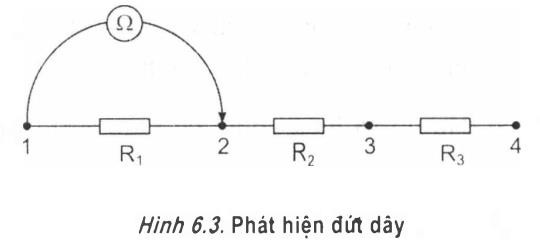 Ω
1 R₁ 2 R₂ 3 R₃ 4
Hình 6.3. Phát hiện đứt dây